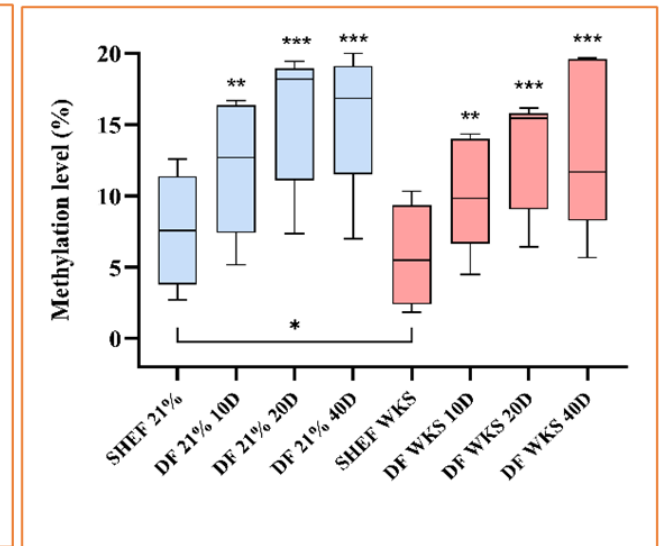 Methylation level (%)
20
15
10
5
0
**
***
***
**
***
***
*
SHEF 21%
DF 21% 10D
DF 21% 20D
DF 21% 40D
SHEF WKS
DF WKS 10D
DF WKS 20D
DF WKS 40D